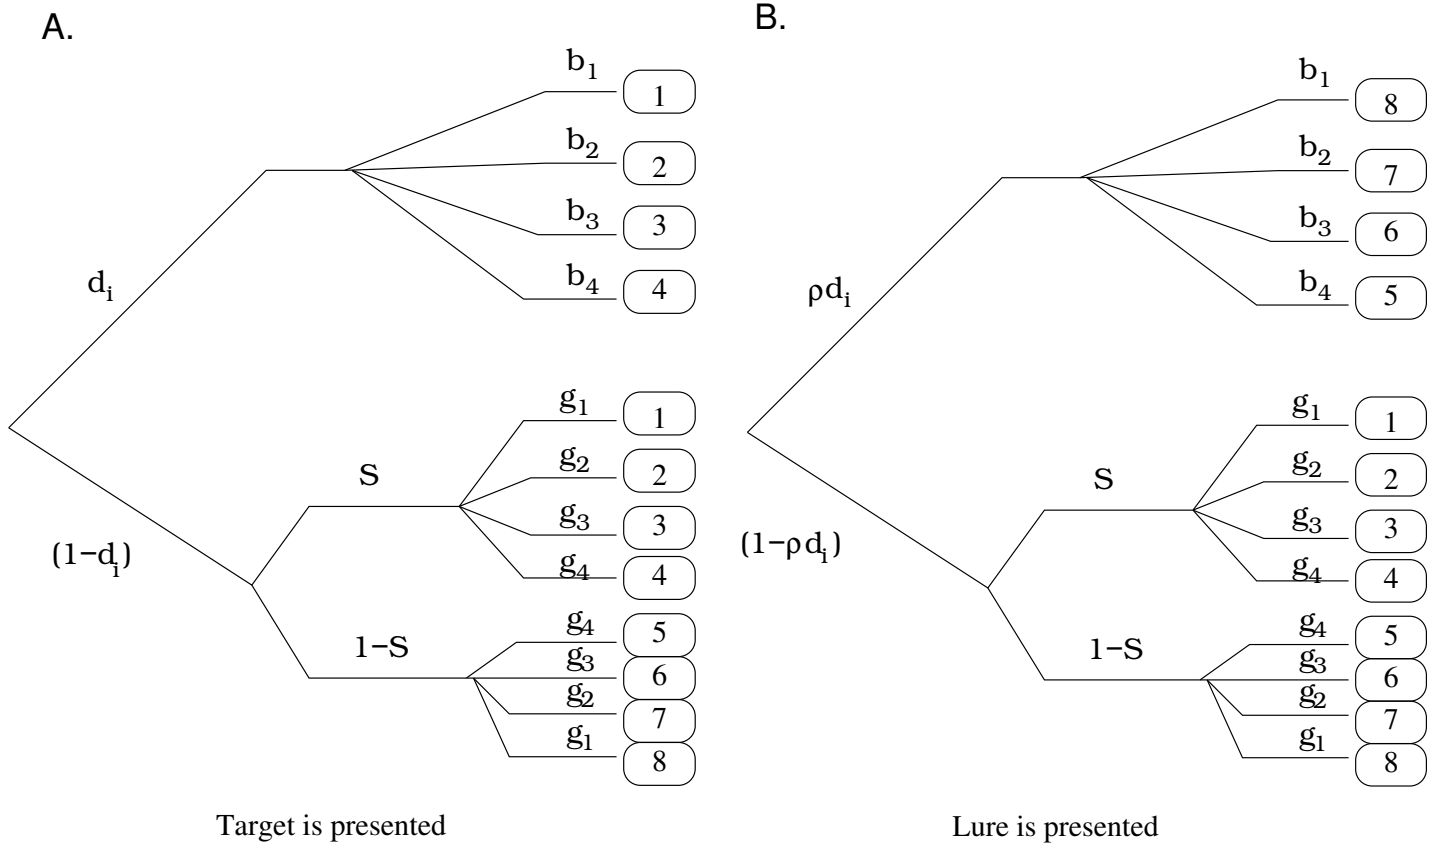 A.
b1 1
b2 2
b3 3
b4 4
di
g1 1
g2 2
S
g3 3
g4 4
(1−di)
g4 5
1−S
g3 6
g2 7
g1 8
Target is presented
B.
b1 8
b2 7
b3 6
b4 5
ρdi
g1 1
g2 2
S
g3 3
g4 4
(1−ρdi)
g4 5
1−S
g3 6
g2 7
g1 8
Lure is presented